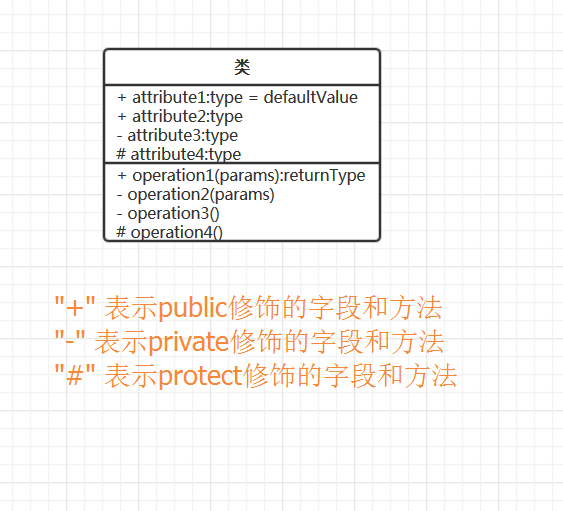 类
+ attribute1:type = defaultValue
+ attribute2:type
- attribute3:type
# attribute4:type
+ operation1(params):returnType
- operation2(params)
- operation3()
# operation4()
"+" 表示public修饰的字段和方法
"-" 表示private修饰的字段和方法
"#" 表示protect修饰的字段和方法